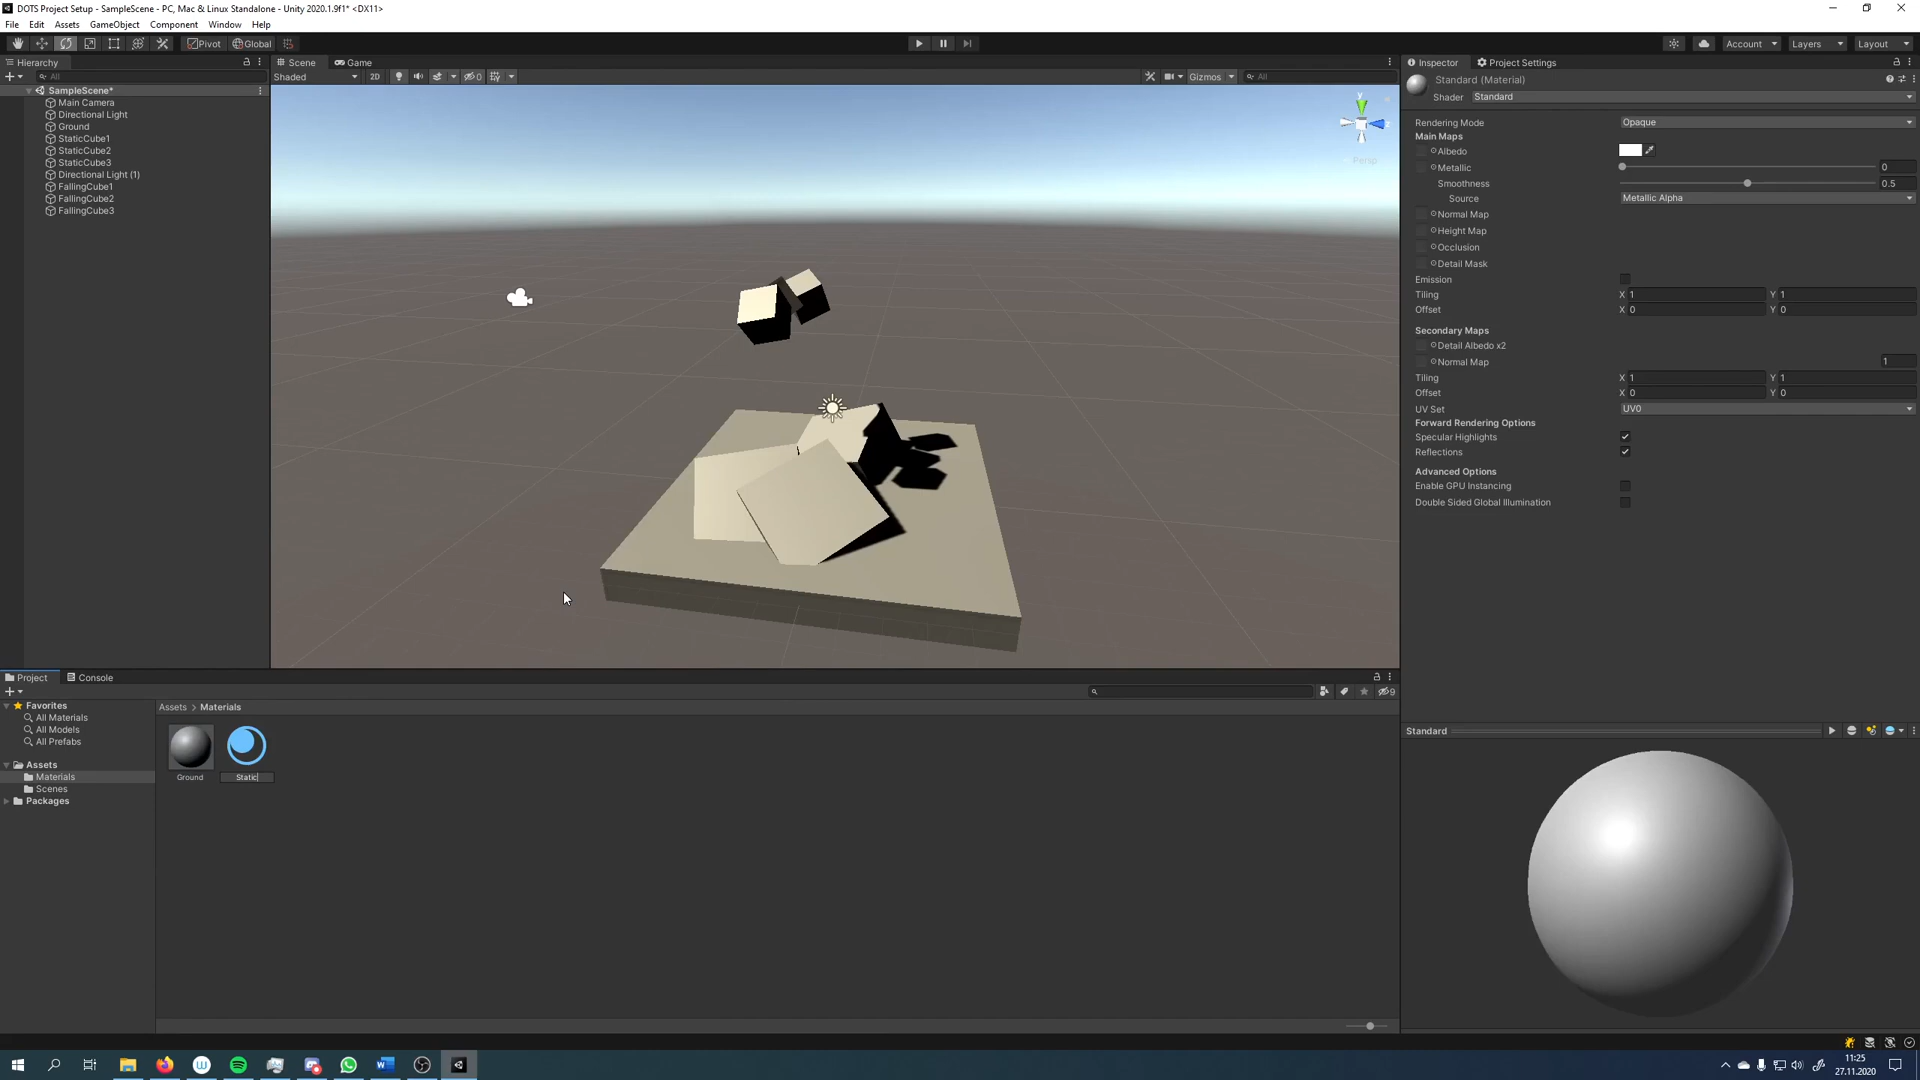 DOTS Project Setup - SampleScene - PC, Mac & Linux Standalone - Unity 2020.1.9f1* <DX11>
File Edit Assets GameObject Component Window Help
Pivot Global Account Layers Layout
Hierarchy
All
SampleScene*
Main Camera
Directional Light
Ground
StaticCube1
StaticCube2
StaticCube3
Directional Light (1)
FallingCube1
FallingCube2
FallingCube3
Scene Game
Shaded 2D 0 Gizmos All
y
z
Persp
Inspector Project Settings
Standard (Material)
Shader Standard
Rendering Mode Opaque
Main Maps
Albedo
Metallic 0
Smoothness 0.5
Source Metallic Alpha
Normal Map
Height Map
Occlusion
Detail Mask
Emission
Tiling X 1 Y 1
Offset X 0 Y 0
Secondary Maps
Detail Albedo x2
Normal Map 1
Tiling X 1 Y 1
Offset X 0 Y 0
UV Set UV0
Forward Rendering Options
Specular Highlights
Reflections
Advanced Options
Enable GPU Instancing
Double Sided Global Illumination
Standard
Project Console
9
Favorites
All Materials
All Models
All Prefabs
Assets
Materials
Scenes
Packages
Assets > Materials
Ground Static
11:25
27.11.2020